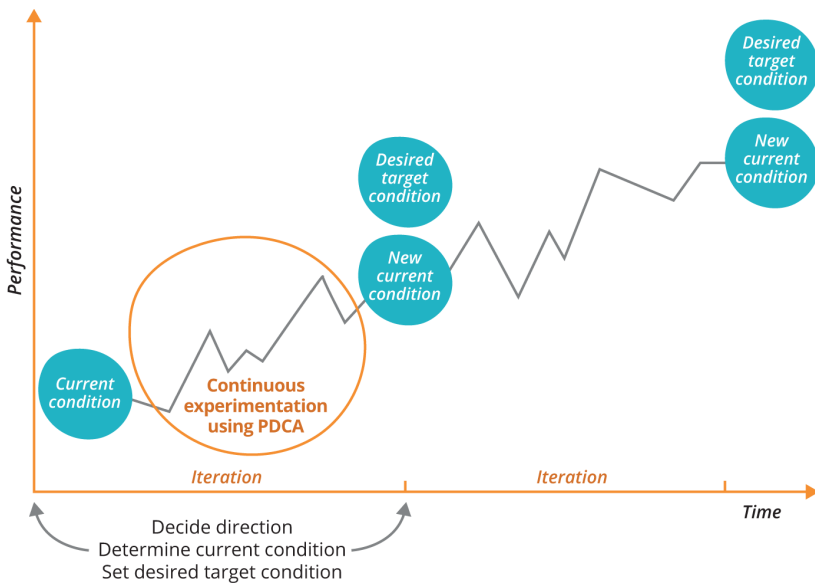 Performance
Desired
target
condition
New
current
condition
Desired
target
condition
New
current
condition
Current
condition
Continuous
experimentation
using PDCA
Iteration
Iteration
Time
Decide direction
Determine current condition
Set desired target condition